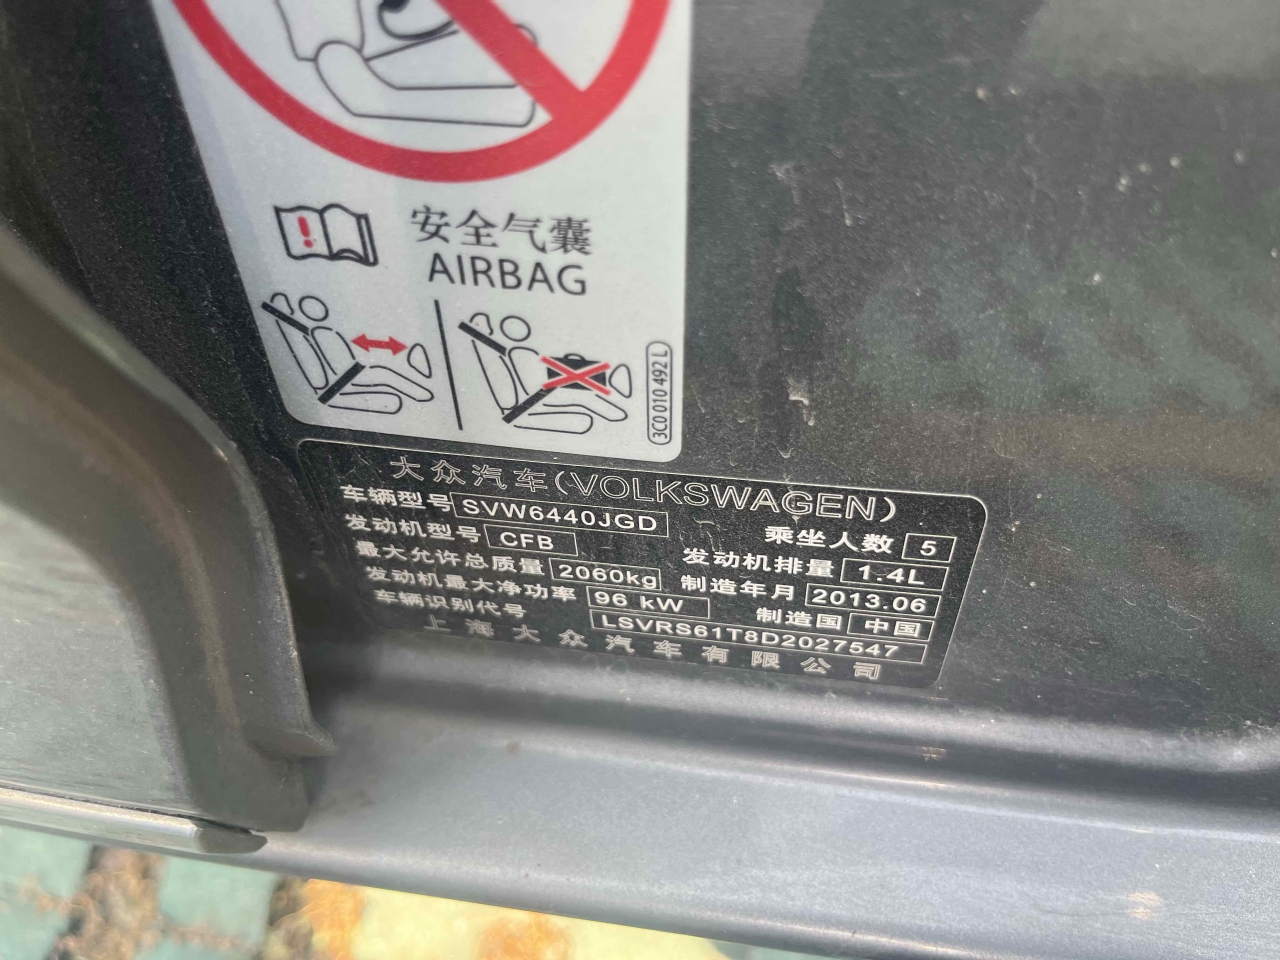 安全气囊
AIRBAG
3C0 010 492 L
大众汽车(VOLKSWAGEN)
车辆型号 SVW6440JGD 乘坐人数 5
发动机型号 CFB 发动机排量 1.4L
最大允许总质量 2060kg 制造年月 2013.06
发动机最大净功率 96 kW 制造国 中国
车辆识别代号 LSVRS61T8D2027547
上海大众汽车有限公司